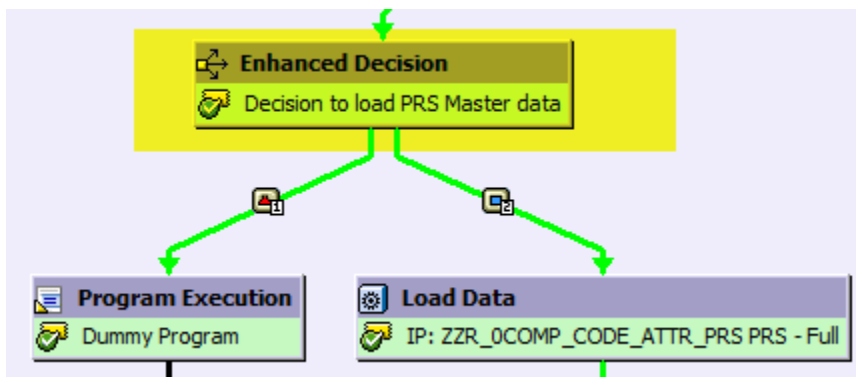 Enhanced Decision
Decision to load PRS Master data
1
2
Program Execution
Dummy Program
Load Data
IP: ZZR_0COMP_CODE_ATTR_PRS PRS - Full